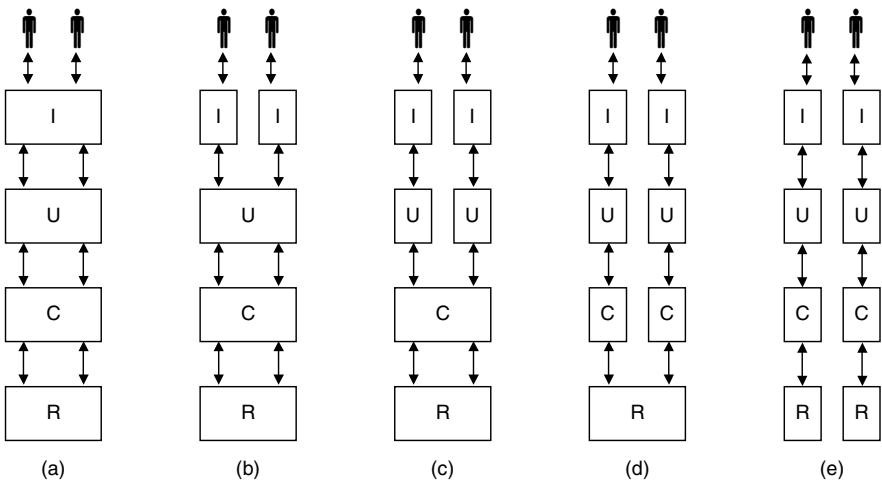 I I I I I I I I I
U U U U U U U U
C C C C C C C
R R R R R R
(a) (b) (c) (d) (e)